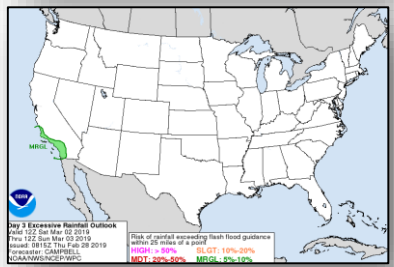 MRGL
NOAA
Day 3 Excessive Rainfall Outlook
Valid 12Z Sat Mar 02 2019
Thru 12Z Sun Mar 03 2019
Issued: 0815Z Thu Feb 28 2019
Forecaster: CAMPBELL
NOAA/NWS/NCEP/WPC
Risk of rainfall exceeding flash flood guidance
within 25 miles of a point
HIGH: > 50% SLGT: 10%-20%
MDT: 20%-50% MRGL: 5%-10%